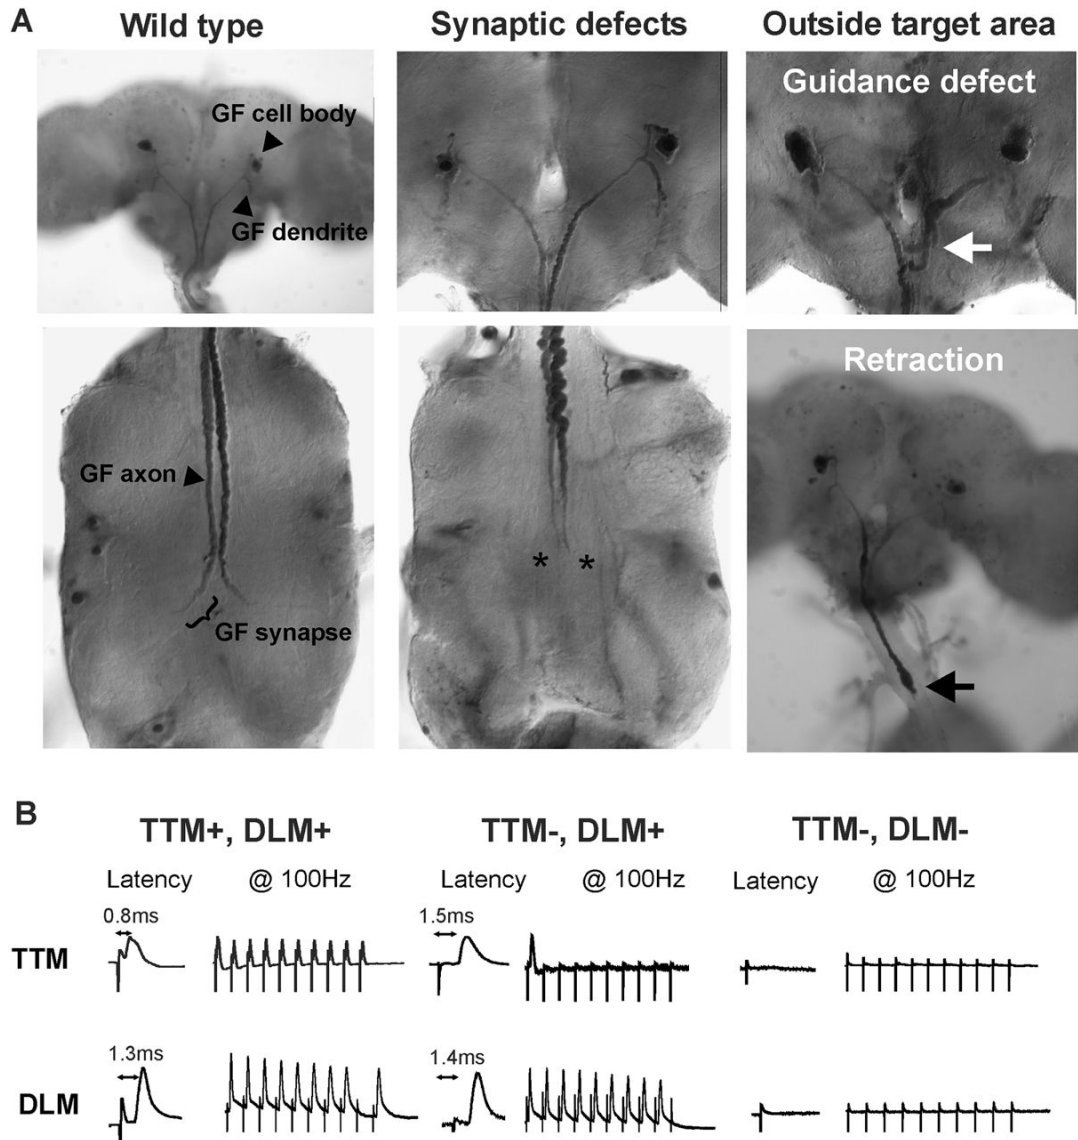 A
Wild type
Synaptic defects
Outside target area
GF cell body
GF dendrite
Guidance defect
GF axon
GF synapse
* *
Retraction
B
TTM+, DLM+
TTM-, DLM+
TTM-, DLM-
Latency @ 100Hz Latency @ 100Hz Latency @ 100Hz
0.8ms 1.5ms
TTM
1.3ms 1.4ms
DLM